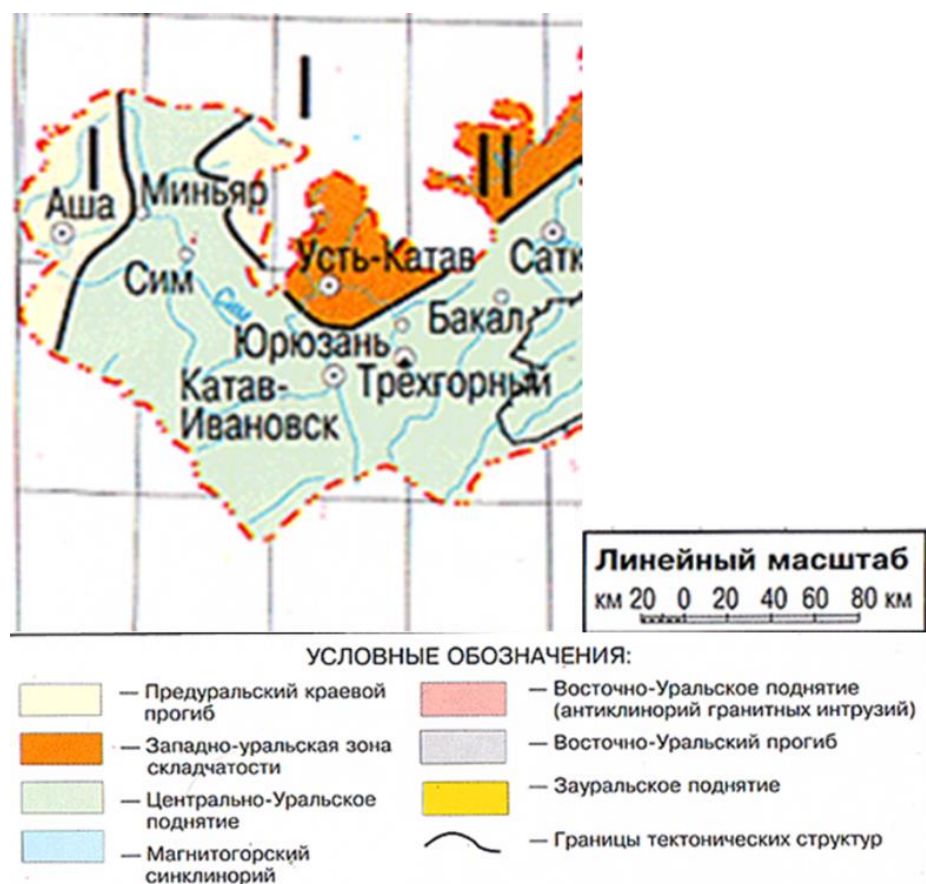 I
I
II
Аша
Миньяр
Сим
Сим
Усть-Катав
Сатк
Бакал
Юрюзань
Трёхгорный
Катав-
Ивановск
Линейный масштаб
км 20 0 20 40 60 80 км
УСЛОВНЫЕ ОБОЗНАЧЕНИЯ:
— Предуральский краевой
прогиб
— Западно-уральская зона
складчатости
— Центрально-Уральское
поднятие
— Магнитогорский
синклинорий
— Восточно-Уральское поднятие
(антиклинорий гранитных интрузий)
— Восточно-Уральский прогиб
— Зауральское поднятие
— Границы тектонических структур